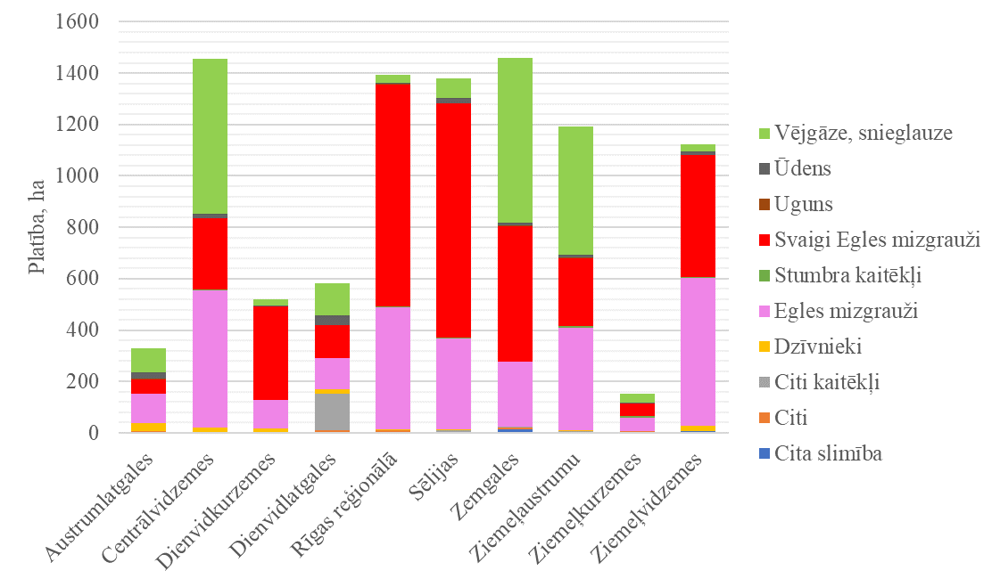 1600
1400
1200
1000
800
600
400
200
0
Platība, ha
Austrumlatgales
Centrālvidzemes
Dienvidkurzemes
Dienvidlatgales
Rīgas reģionālā
Sēlijas
Zemgales
Ziemeļaustrumu
Ziemeļkurzemes
Ziemeļvidzemes
Vējgāze, snieglauze
Ūdens
Uguns
Svaigi Egles mizgrauži
Stumbra kaitēkļi
Egles mizgrauži
Dzīvnieki
Citi kaitēkļi
Citi
Cita slimība